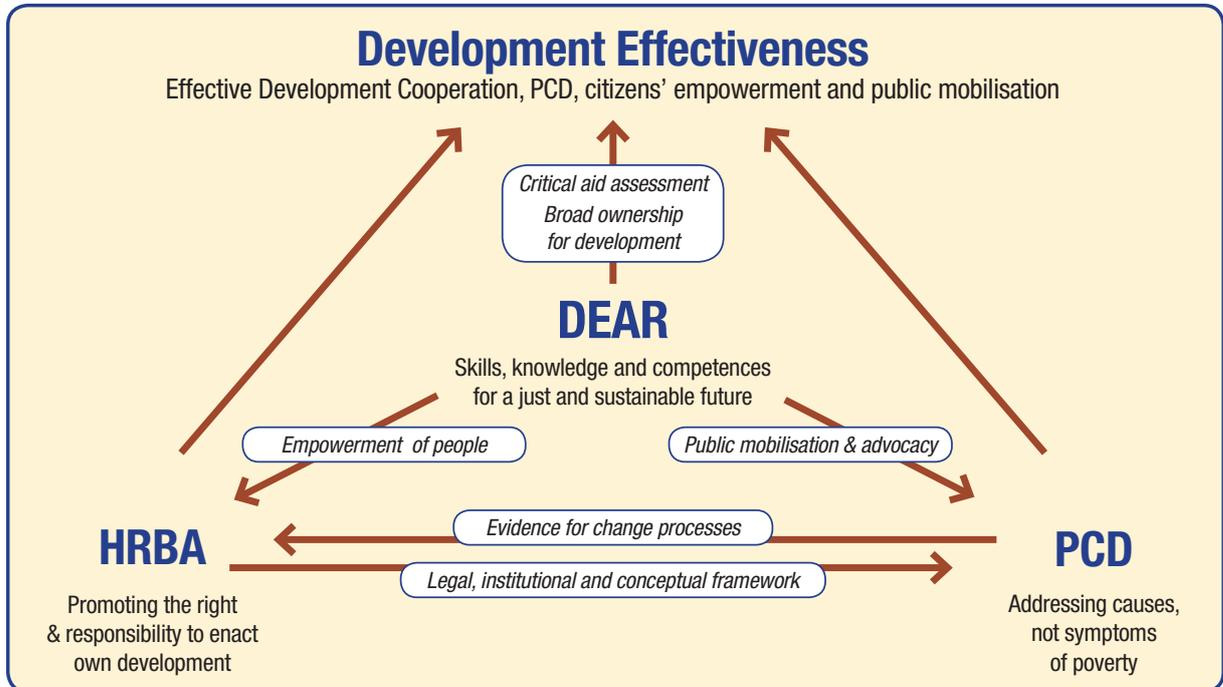 Development Effectiveness
Effective Development Cooperation, PCD, citizens’ empowerment and public mobilisation
Critical aid assessment
Broad ownership
for development
DEAR
Skills, knowledge and competences
for a just and sustainable future
Empowerment of people
Public mobilisation & advocacy
Evidence for change processes
Legal, institutional and conceptual framework
HRBA
Promoting the right
& responsibility to enact
own development
PCD
Addressing causes,
not symptoms
of poverty